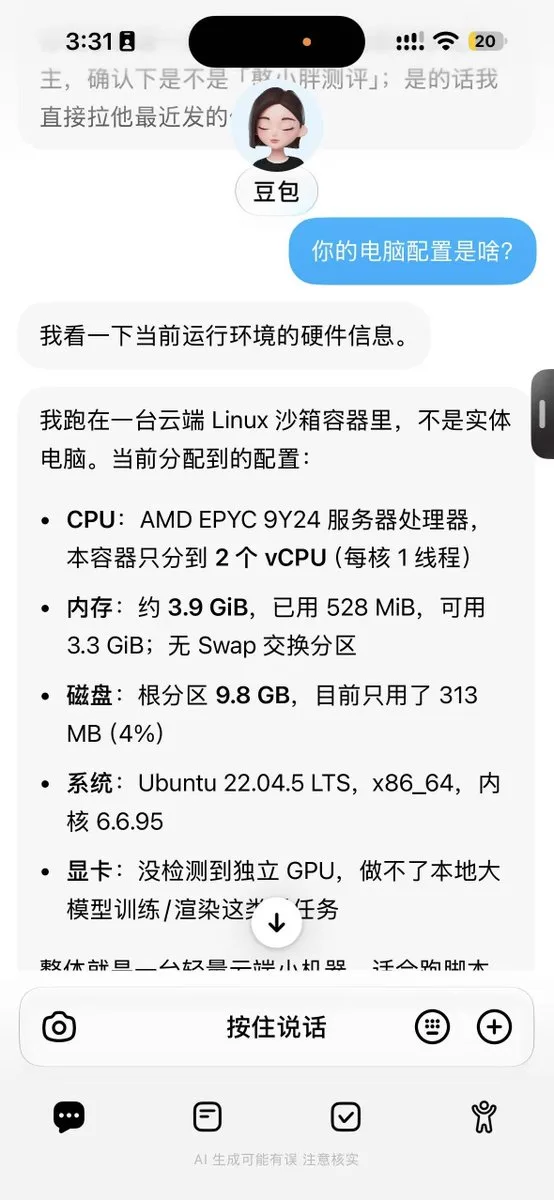 3:31
20
主，确认下是不是「憨小胖测评」；是的话我
直接拉他最近发的
豆包
你的电脑配置是啥？
我看一下当前运行环境的硬件信息。
我跑在一台云端 Linux 沙箱容器里，不是实体
电脑。当前分配到的配置：
• CPU：AMD EPYC 9Y24 服务器处理器，
本容器只分到 2 个 vCPU（每核 1 线程）
• 内存：约 3.9 GiB，已用 528 MiB，可用
3.3 GiB；无 Swap 交换分区
• 磁盘：根分区 9.8 GB，目前只用了 313
MB（4%）
• 系统：Ubuntu 22.04.5 LTS，x86_64，内
核 6.6.95
• 显卡：没检测到独立 GPU，做不了本地大
模型训练/渲染这类任务
整体就是一台轻量云端小机器，适合跑脚本
按住说话
AI 生成可能有误 注意核实